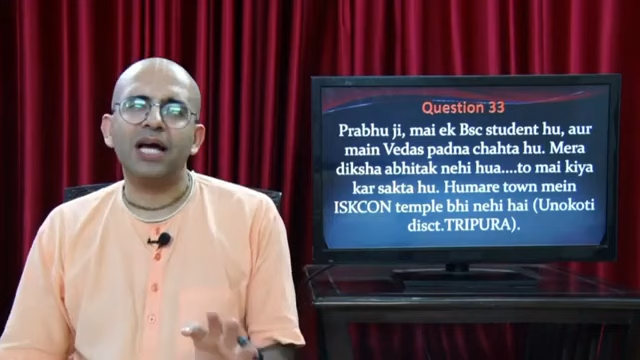 Question 33
Prabhu ji, mai ek Bsc student hu, aur
main Vedas padna chahta hu. Mera
diksha abhitak nehi hua....to mai kiya
kar sakta hu. Humare town mein
ISKCON temple bhi nehi hai (Unokoti
disct.TRIPURA).